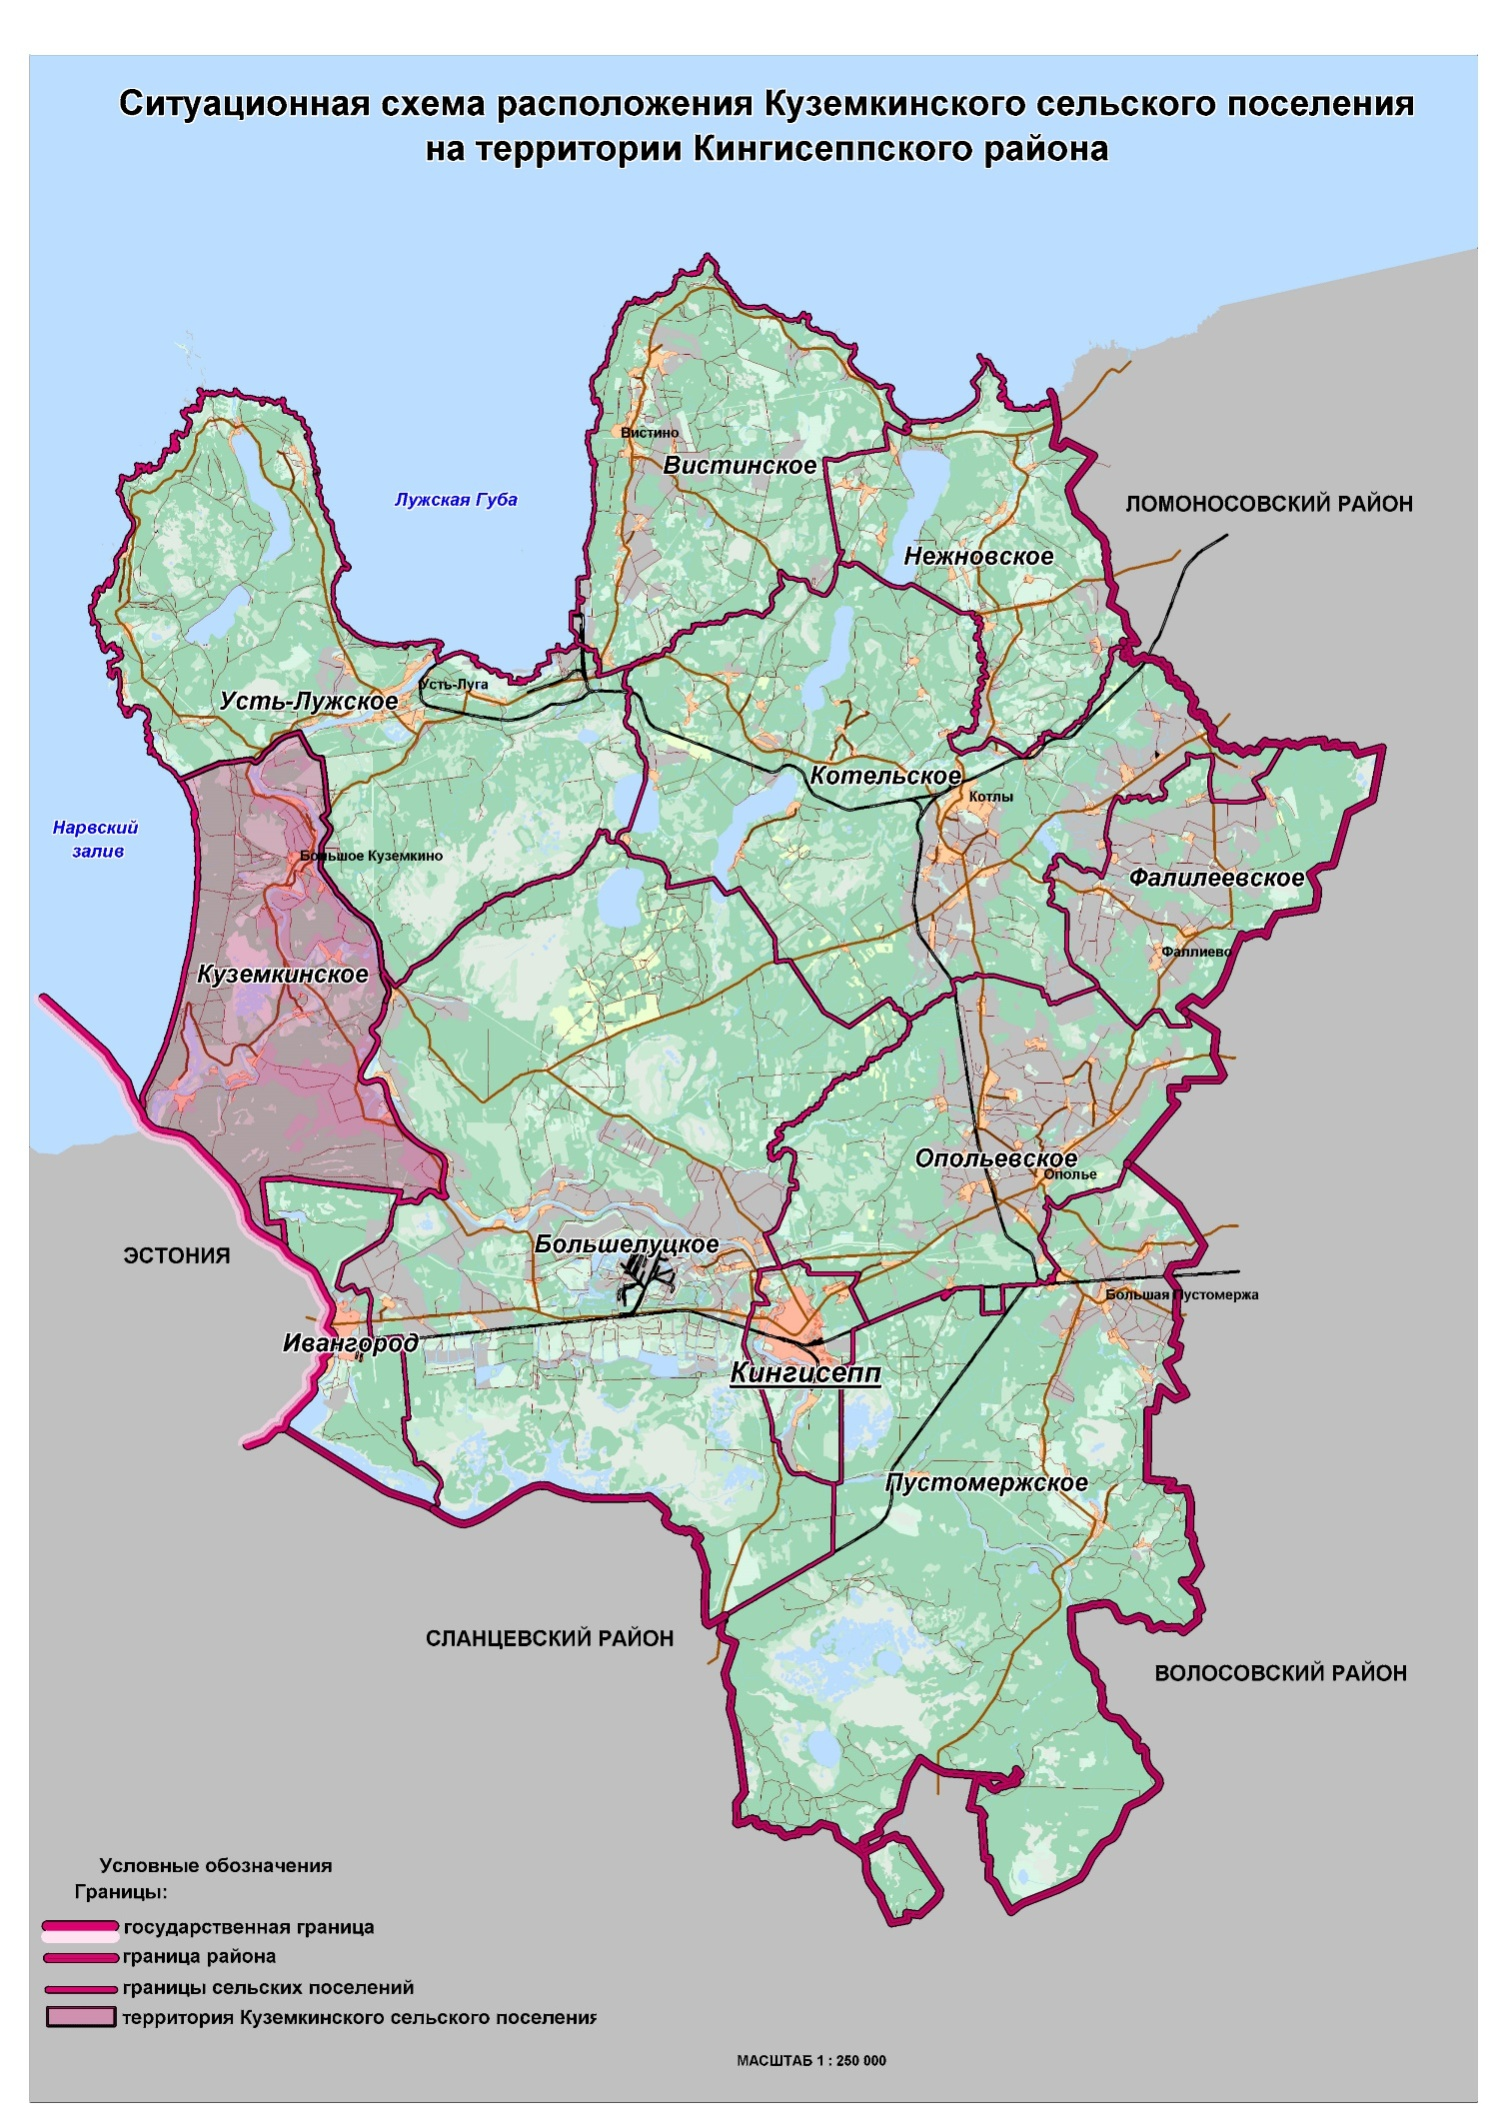 Ситуационная схема расположения Куземкинского сельского поселения
на территории Кингисеппского района
Вистино
Вистинское
Лужская Губа
ЛОМОНОСОВСКИЙ РАЙОН
Нежновское
Усть-Луга
Усть-Лужское
Котельское
Котлы
Нарвский
залив
Большое Куземкино
Фалилеевское
Фаллиево
Куземкинское
Опольевское
Ополье
Большелуцкое
ЭСТОНИЯ
Большая Пустомержа
Ивангород
Кингисепп
Пустомержское
СЛАНЦЕВСКИЙ РАЙОН
ВОЛОСОВСКИЙ РАЙОН
Условные обозначения
Границы:
государственная граница
граница района
границы сельских поселений
территория Куземкинского сельского поселения
МАСШТАБ 1 : 250 000